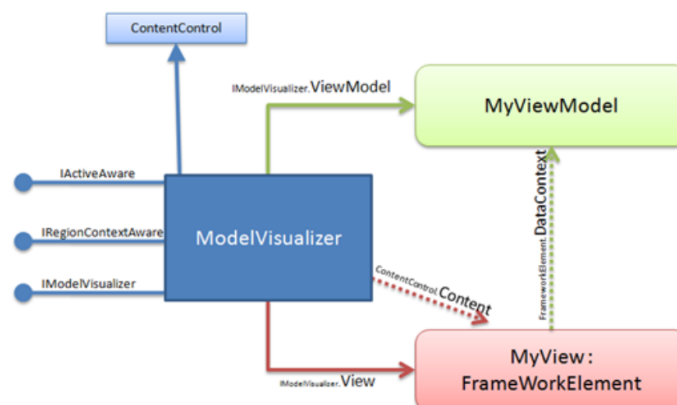 ContentControl
IModelVisualizer.ViewModel
MyViewModel
IActiveAware
IRegionContextAware
IModelVisualizer
ModelVisualizer
ContentControl.Content
FrameworkElement.DataContext
IModelVisualizer.View
MyView :
FrameWorkElement